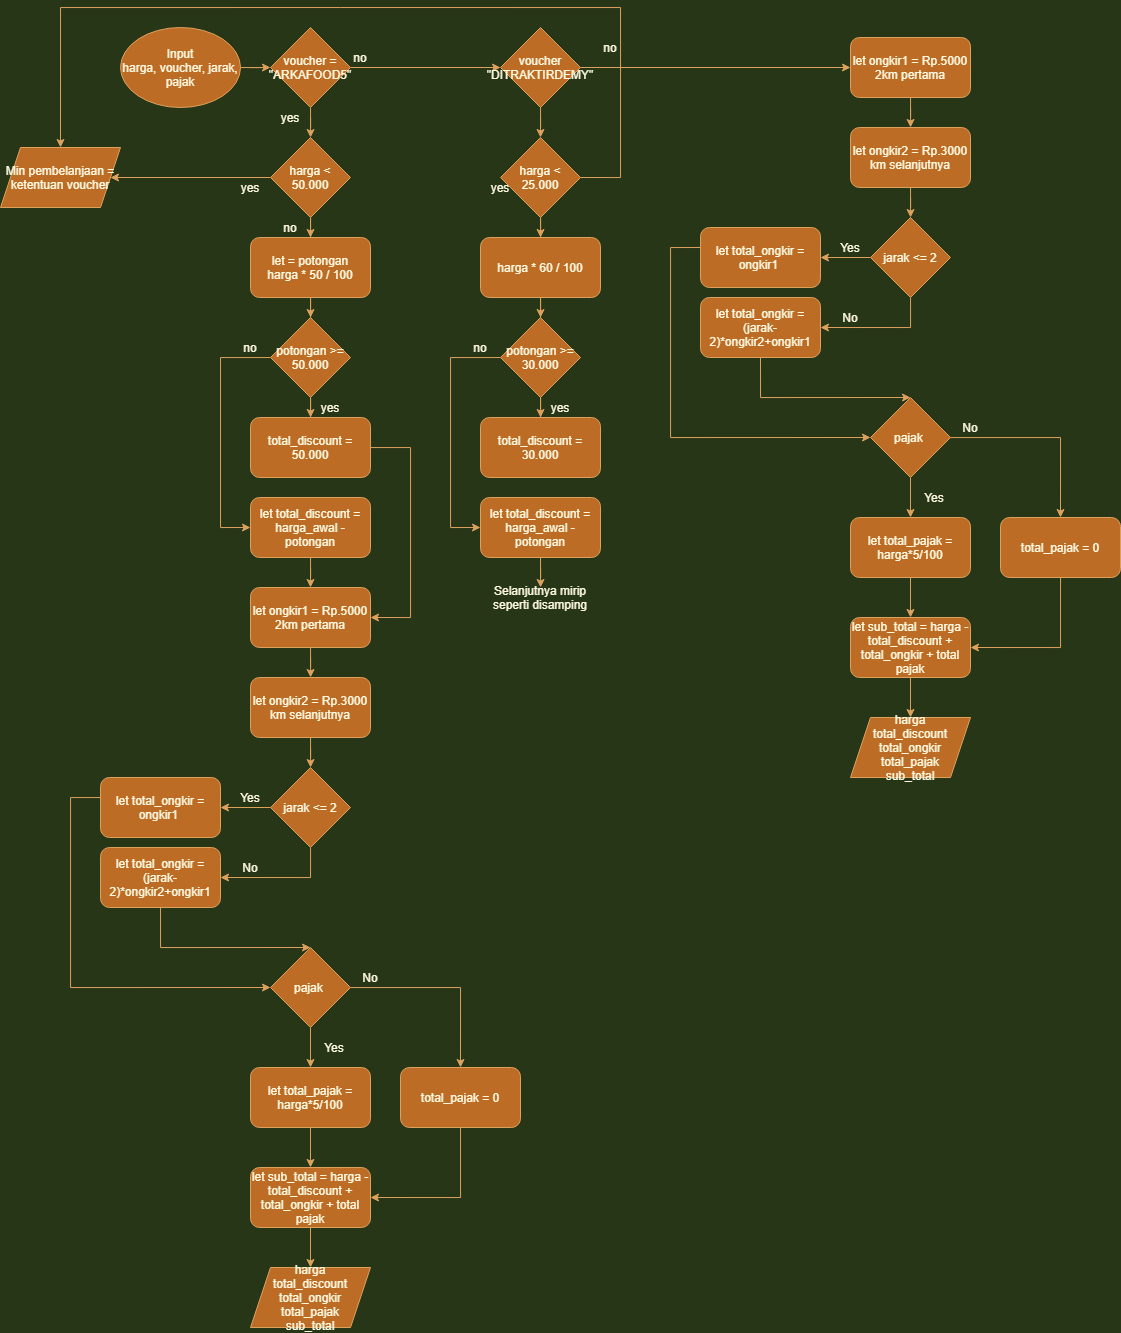 Input
harga, voucher, jarak,
pajak
voucher =
"ARKAFOOD5"
no
voucher
"DITRAKTIRDEMY"
no
let ongkir1 = Rp.5000
2km pertama
yes
let ongkir2 = Rp.3000
km selanjutnya
Min pembelanjaan =
ketentuan voucher
yes
harga <
50.000
yes
harga <
25.000
no
let = potongan
harga * 50 / 100
harga * 60 / 100
let total_ongkir =
ongkir1
Yes
jarak <= 2
let total_ongkir =
(jarak-
2)*ongkir2+ongkir1
No
no
potongan >=
50.000
no
potongan >=
30.000
yes
yes
total_discount =
50.000
total_discount =
30.000
pajak
No
Yes
let total_discount =
harga_awal -
potongan
let total_discount =
harga_awal -
potongan
let total_pajak =
harga*5/100
total_pajak = 0
let ongkir1 = Rp.5000
2km pertama
Selanjutnya mirip
seperti disamping
let sub_total = harga -
total_discount +
total_ongkir + total
pajak
let ongkir2 = Rp.3000
km selanjutnya
harga
total_discount
total_ongkir
total_pajak
sub_total
let total_ongkir =
ongkir1
Yes
jarak <= 2
let total_ongkir =
(jarak-
2)*ongkir2+ongkir1
No
pajak
No
Yes
let total_pajak =
harga*5/100
total_pajak = 0
let sub_total = harga -
total_discount +
total_ongkir + total
pajak
harga
total_discount
total_ongkir
total_pajak
sub_total